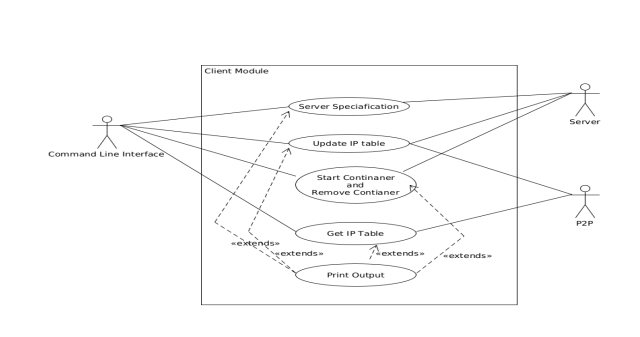 Client Module
Server Speciafication
Server
Update IP table
Command Line Interface
Start Continaner
and
Remove Contianer
P2P
Get IP Table
«extends»
«extends»
«extends»
«extends»
Print Output